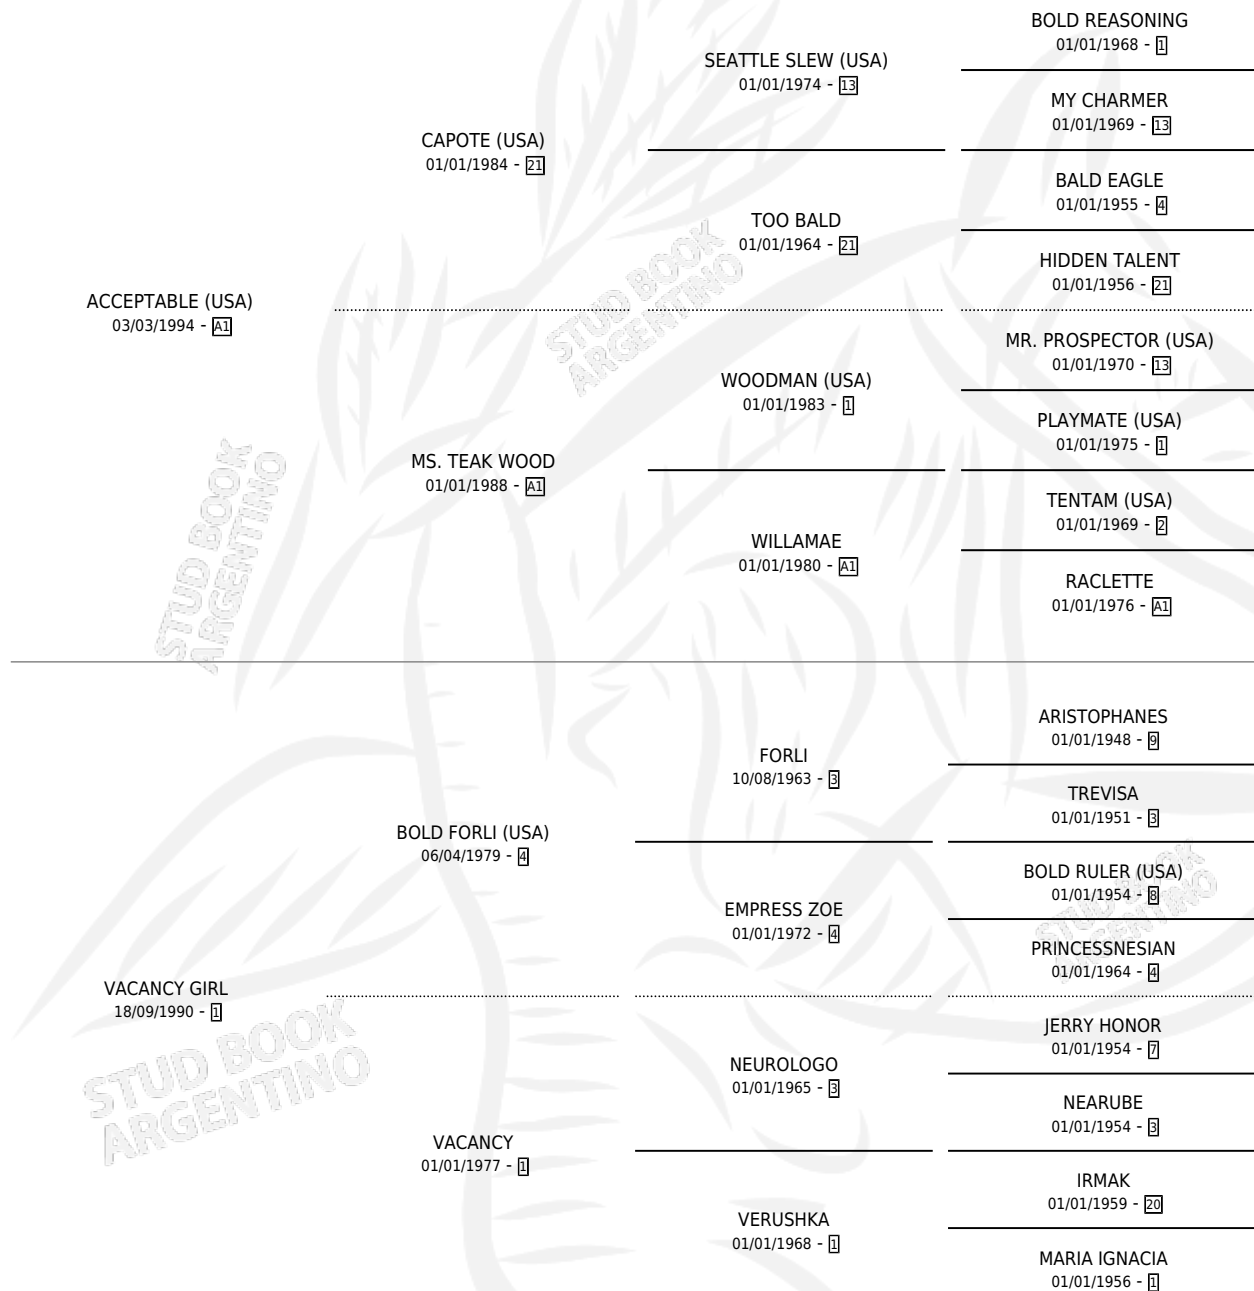 BOLD REASONING
01/01/1968 - 1
SEATTLE SLEW (USA)
01/01/1974 - 13
MY CHARMER
01/01/1969 - 13
CAPOTE (USA)
01/01/1984 - 21
BALD EAGLE
01/01/1955 - 4
TOO BALD
01/01/1964 - 21
HIDDEN TALENT
01/01/1956 - 21
ACCEPTABLE (USA)
03/03/1994 - A1
MR. PROSPECTOR (USA)
01/01/1970 - 13
WOODMAN (USA)
01/01/1983 - 1
PLAYMATE (USA)
01/01/1975 - 1
MS. TEAK WOOD
01/01/1988 - A1
TENTAM (USA)
01/01/1969 - 2
WILLAMAE
01/01/1980 - A1
RACLETTE
01/01/1976 - A1
ARISTOPHANES
01/01/1948 - 9
FORLI
10/08/1963 - 3
TREVISA
01/01/1951 - 3
BOLD FORLI (USA)
06/04/1979 - 4
BOLD RULER (USA)
01/01/1954 - 8
EMPRESS ZOE
01/01/1972 - 4
PRINCESSNESIAN
01/01/1964 - 4
VACANCY GIRL
18/09/1990 - 1
JERRY HONOR
01/01/1954 - 7
NEUROLOGO
01/01/1965 - 3
NEARUBE
01/01/1954 - 3
VACANCY
01/01/1977 - 1
IRMAK
01/01/1959 - 20
VERUSHKA
01/01/1968 - 1
MARIA IGNACIA
01/01/1956 - 1
STUD BOOK
ARGENTINO
STUD BOOK
ARGENTINO
STUD BOOK
ARGENTINO
STUD BOOK
ARGENTINO